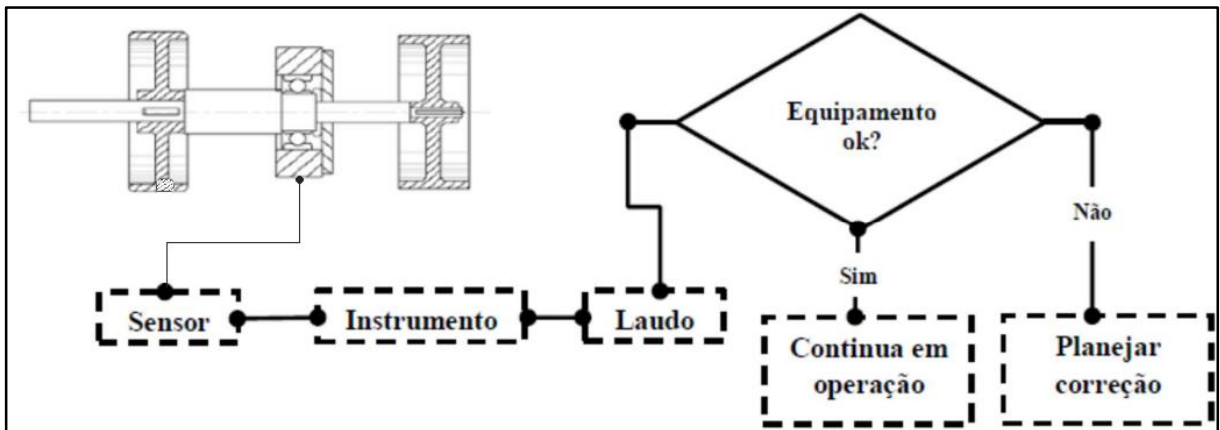 Equipamento
ok?
Não
Sim
Sensor
Instrumento
Laudo
Continua em
operação
Planejar
correção